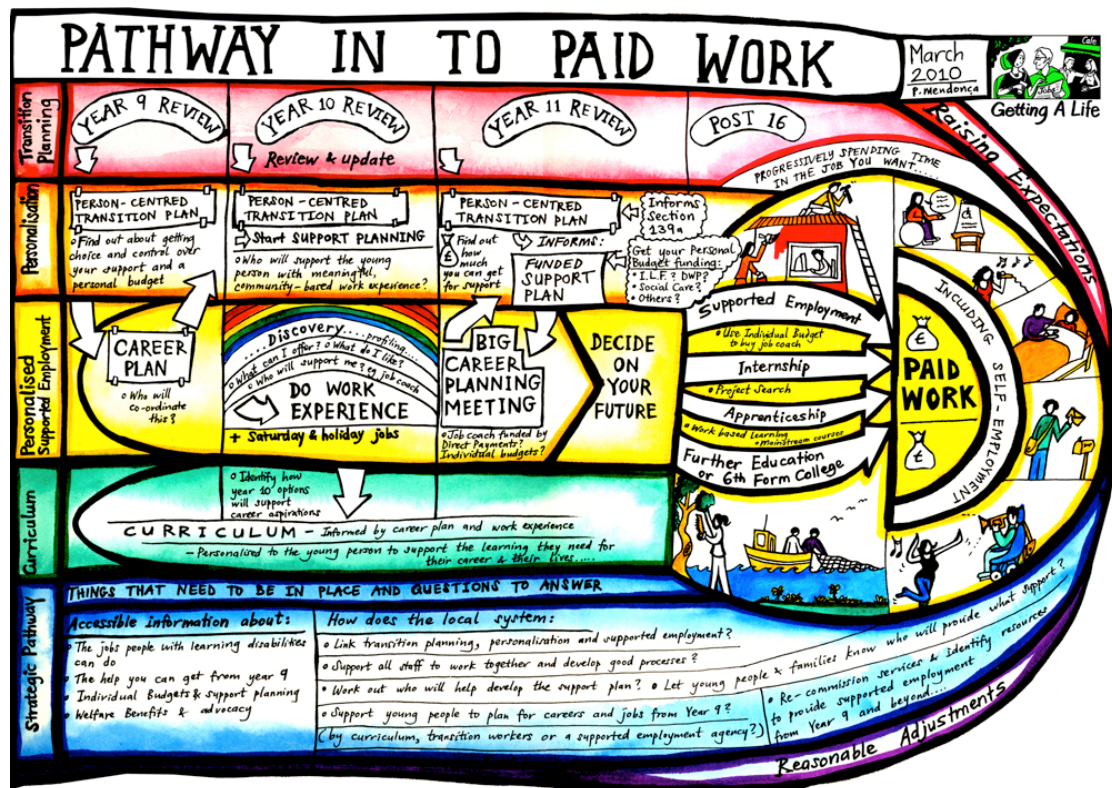 PATHWAY IN TO PAID WORK
March
2010
P. Mendonça
Cafe
Jobs
Getting A Life
Transition
Planning
YEAR 9 REVIEW
YEAR 10 REVIEW
Review & update
YEAR 11 REVIEW
POST 16
PROGRESSIVELY SPENDING TIME
IN THE JOB YOU WANT.....
Raising Expectations
Personalisation
PERSON-CENTRED
TRANSITION PLAN
Find out about getting
choice and control over
your support and a
personal budget
PERSON-CENTRED
TRANSITION PLAN
Start SUPPORT PLANNING
Who will support the young
person with meaningful,
community-based work experience?
PERSON-CENTRED
TRANSITION PLAN
£
Find out
how
much
you can get
for support
INFORMS:
FUNDED
SUPPORT
PLAN
Informs
Section
139a
Get your Personal
Budget funding:
I.L.F? DWP?
Social Care?
Others?
Personalised
Supported Employment
CAREER
PLAN
Who will
co-ordinate
this?
Discovery....profiling....
What can I offer? What do I like?
Who will support me? eg job coach
DO WORK
EXPERIENCE
+ Saturday & holiday jobs
BIG
CAREER
PLANNING
MEETING
Job coach funded by
Direct Payments?
Individual budgets?
DECIDE
ON
YOUR
FUTURE
Supported Employment
Use Individual Budget
to buy job coach
Internship
Project Search
Apprenticeship
Work based learning
Mainstream courses
Further Education
or 6th Form College
£
PAID
WORK
£
INCLUDING SELF-EMPLOYMENT
d
Curriculum
Identify how
year 10 options
will support
career aspirations
CURRICULUM - Informed by career plan and work experience
- Personalised to the young person to support the learning they need for
their career & their lives....
Strategic Pathway
THINGS THAT NEED TO BE IN PLACE AND QUESTIONS TO ANSWER
Accessible Information about:
The jobs people with learning disabilities
can do
The help you can get from year 9
Individual Budgets & support planning
Welfare Benefits & advocacy
How does the local system:
Link transition planning, personalisation and supported employment?
Support all staff to work together and develop good processes?
Work out who will help develop the support plan? Let young people & families know who will provide what support?
Support young people to plan for careers and jobs from Year 9?
(by curriculum, transition workers or a supported employment agency?)
Re-commission services & Identify resources
to provide supported employment
from Year 9 and beyond....
Reasonable Adjustments